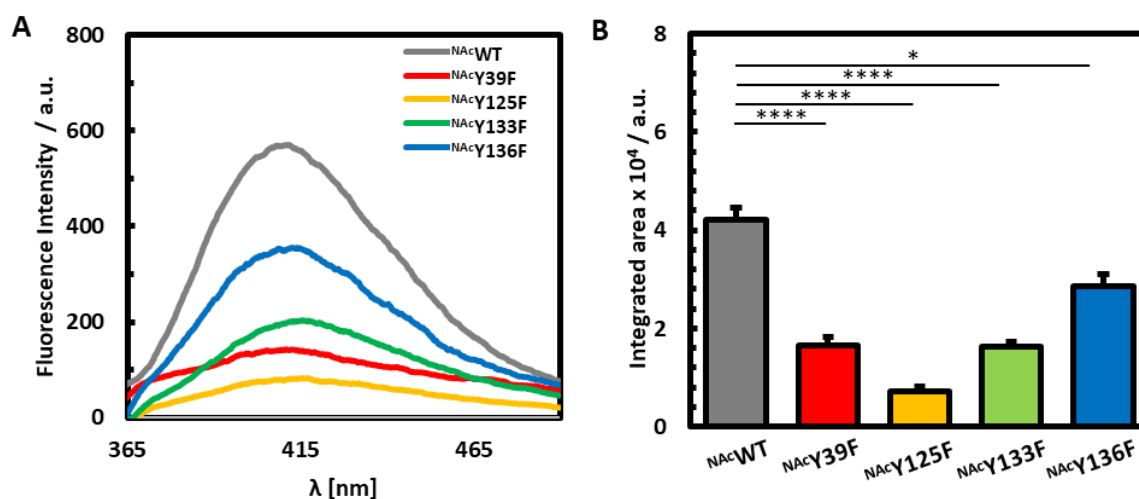 A
800
600
400
200
0
Fluorescence Intensity / a.u.
365
415
465
λ [nm]
NAcWT
NAcY39F
NAcY125F
NAcY133F
NAcY136F
B
8
6
4
2
0
Integrated area x 10⁴ / a.u.
*
****
****
****
NAcWT
NAcY39F
NAcY125F
NAcY133F
NAcY136F